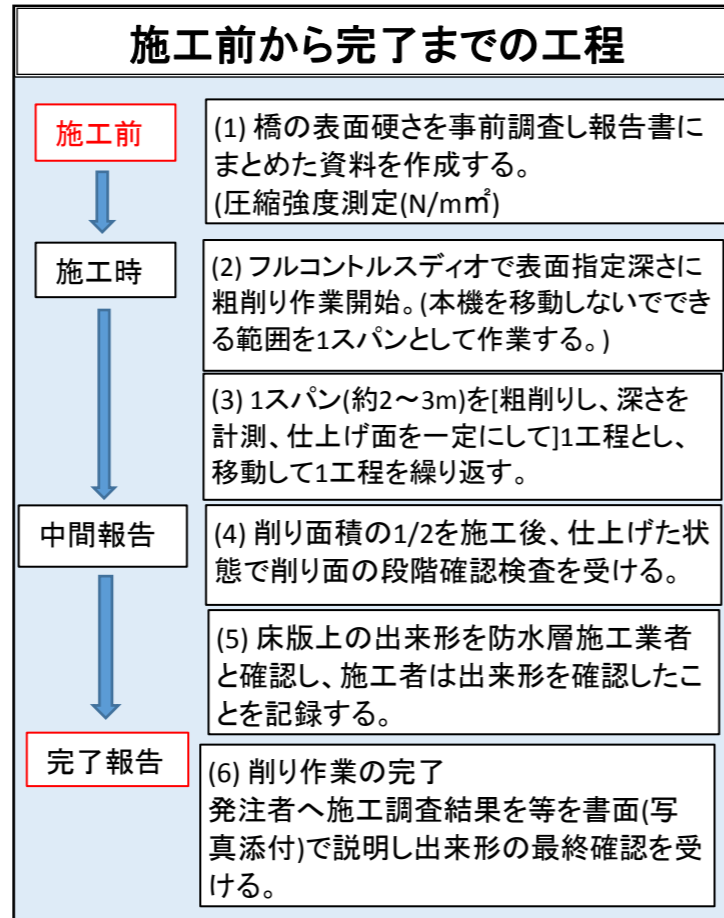 施工前から完了までの工程
施工前
(1) 橋の表面硬さを事前調査し報告書に
まとめた資料を作成する。
(圧縮強度測定(N/m㎡)
施工時
(2) フルコントルスディオで表面指定深さに
粗削り作業開始。(本機を移動しないででき
る範囲を1スパンとして作業する。)
(3) 1スパン(約2～3m)を[粗削りし、深さを
計測、仕上げ面を一定にして]1工程とし、
移動して1工程を繰り返す。
中間報告
(4) 削り面積の1/2を施工後、仕上げた状
態で削り面の段階確認検査を受ける。
(5) 床版上の出来形を防水層施工業者
と確認し、施工者は出来形を確認したこ
とを記録する。
完了報告
(6) 削り作業の完了
発注者へ施工調査結果を等を書面(写
真添付)で説明し出来形の最終確認を受
ける。